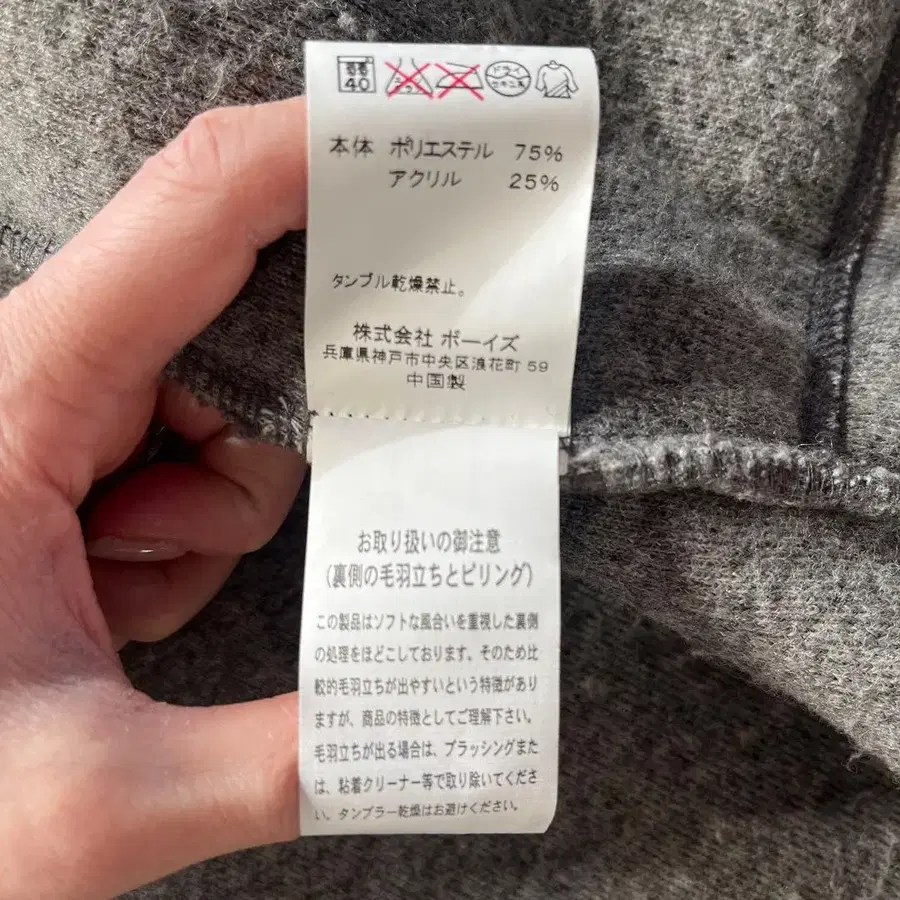 40
本体 ポリエステル 75%
アクリル 25%
タンブル乾燥禁止。
株式会社 ボーイズ
兵庫県神戸市中央区浪花町 59
中国製
お取り扱いの御注意
(裏側の毛羽立ちとピリング)
この製品はソフトな風合いを重視した裏側
の処理をほどこしております。そのため比
較的毛羽立ちが出やすいという特徴があり
ますが、商品の特徴としてご理解下さい。
毛羽立ちが出る場合は、ブラッシングまた
は、粘着クリーナー等で取り除いてくださ
い。タンブラー乾燥はお避けください。